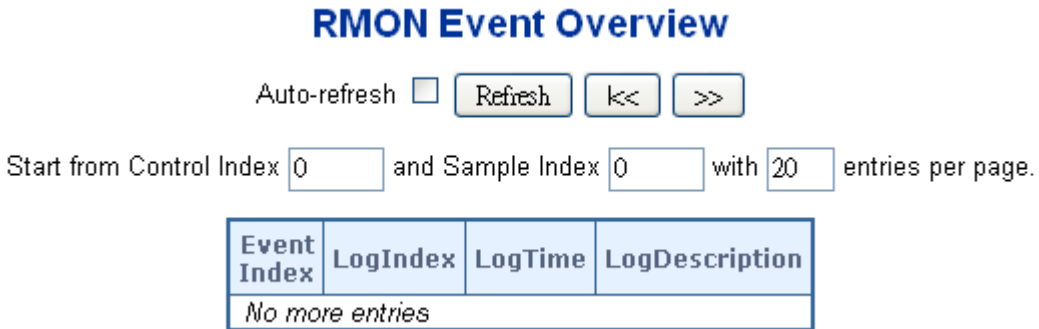 RMON Event Overview
Auto-refresh Refresh |<< >>
Start from Control Index 0 and Sample Index 0 with 20 entries per page.
Event Index LogIndex LogTime LogDescription
No more entries